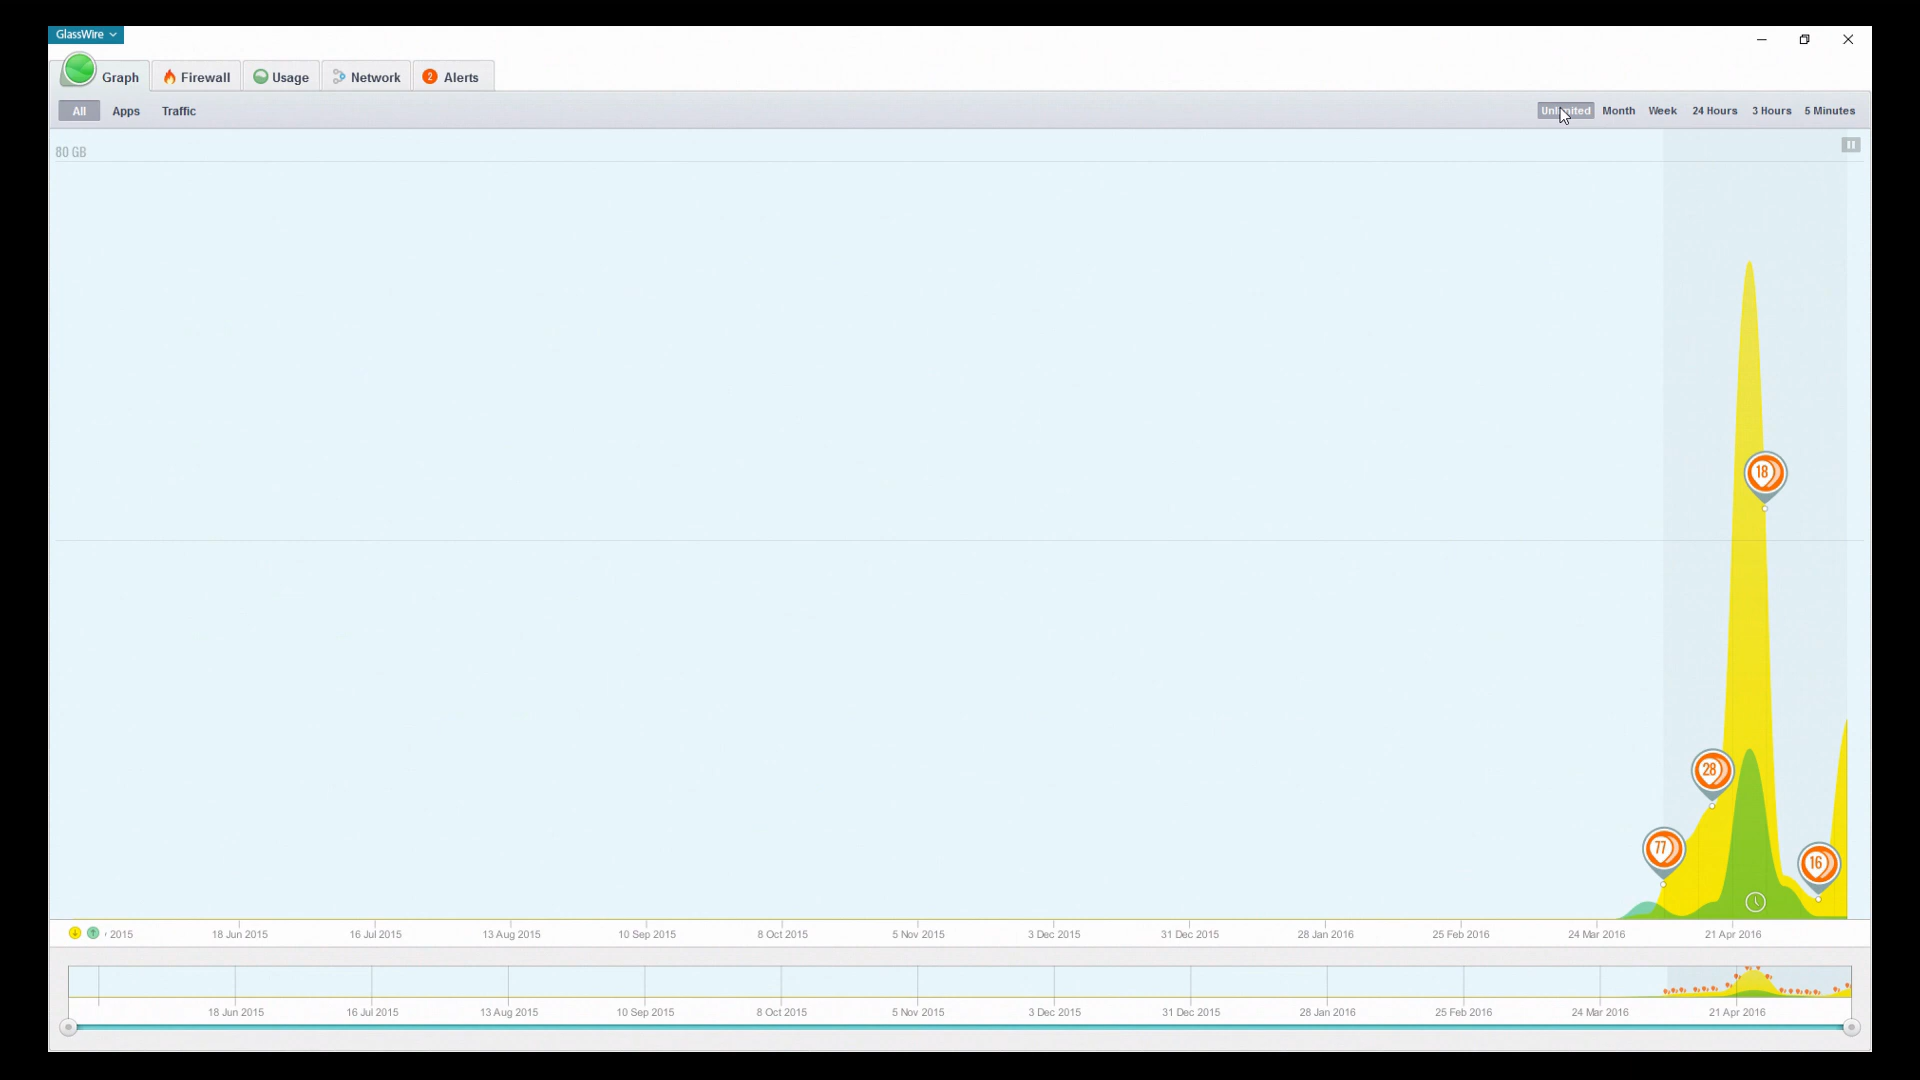 GlassWire
Graph Firewall Usage Network 2 Alerts
All Apps Traffic Unlimited Month Week 24 Hours 3 Hours 5 Minutes
80 GB
18
28
77
16
2015 18 Jun 2015 16 Jul 2015 13 Aug 2015 10 Sep 2015 8 Oct 2015 5 Nov 2015 3 Dec 2015 31 Dec 2015 28 Jan 2016 25 Feb 2016 24 Mar 2016 21 Apr 2016
18 Jun 2015 16 Jul 2015 13 Aug 2015 10 Sep 2015 8 Oct 2015 5 Nov 2015 3 Dec 2015 31 Dec 2015 28 Jan 2016 25 Feb 2016 24 Mar 2016 21 Apr 2016